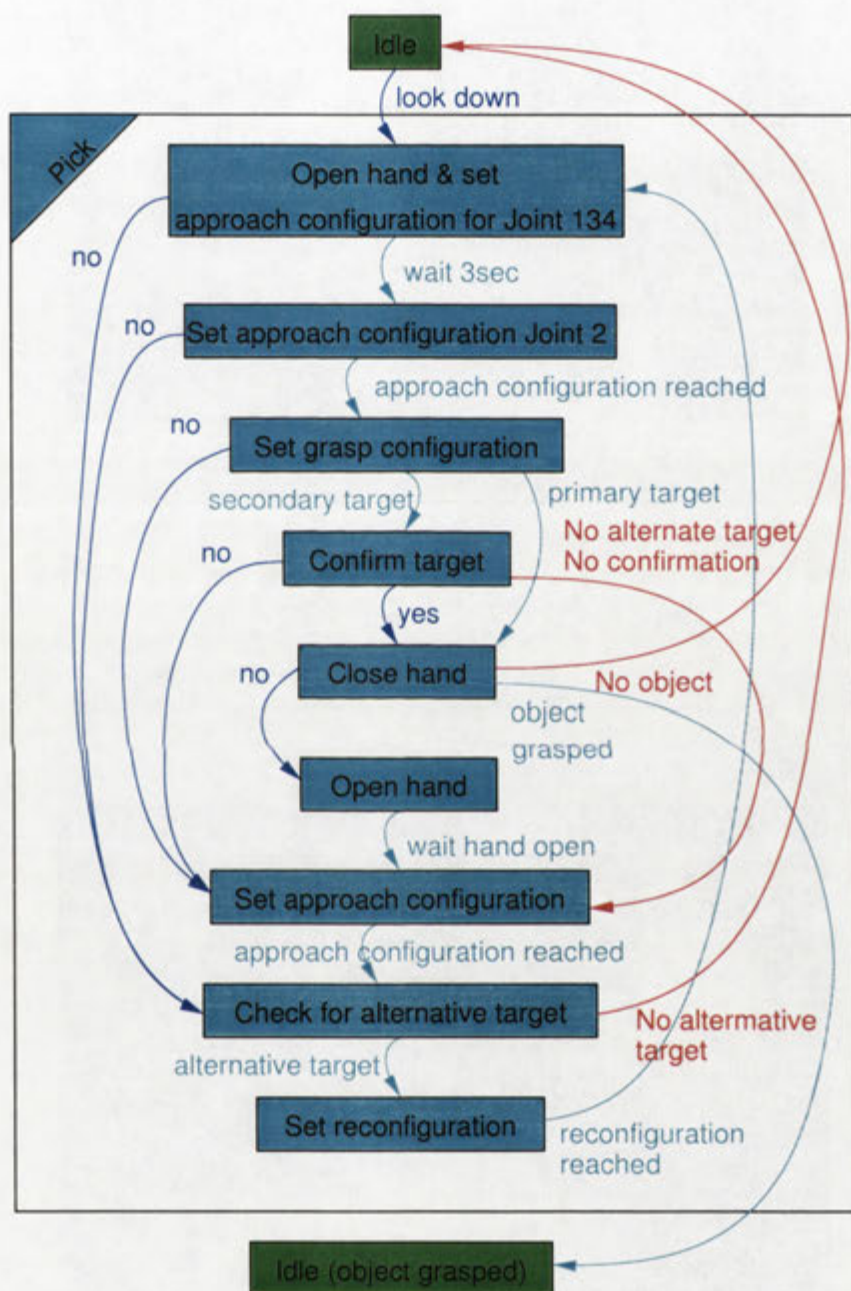 Idle
look down
Pick
Open hand & set
approach configuration for Joint 134
no
wait 3sec
no
Set approach configuration Joint 2
approach configuration reached
no
Set grasp configuration
secondary target
primary target
No alternate target
No confirmation
no
Confirm target
yes
no
Close hand
No object
object
grasped
Open hand
wait hand open
Set approach configuration
approach configuration reached
Check for alternative target
No altermative
target
alternative target
Set reconfiguration
reconfiguration
reached
Idle (object grasped)